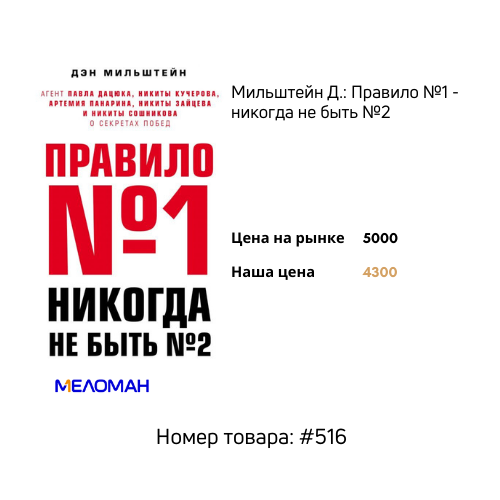 ДЭН МИЛЬШТЕЙН
АГЕНТ ПАВЛА ДАЦЮКА, НИКИТЫ КУЧЕРОВА,
АРТЕМИЯ ПАНАРИНА, НИКИТЫ ЗАЙЦЕВА
И НИКИТЫ СОШНИКОВА
О СЕКРЕТАХ ПОБЕД
ПРАВИЛО
№1
НИКОГДА
НЕ БЫТЬ №2
МЕЛОМАН
Мильштейн Д.: Правило №1 -
никогда не быть №2
Цена на рынке 5000
Наша цена 4300
Номер товара: #516